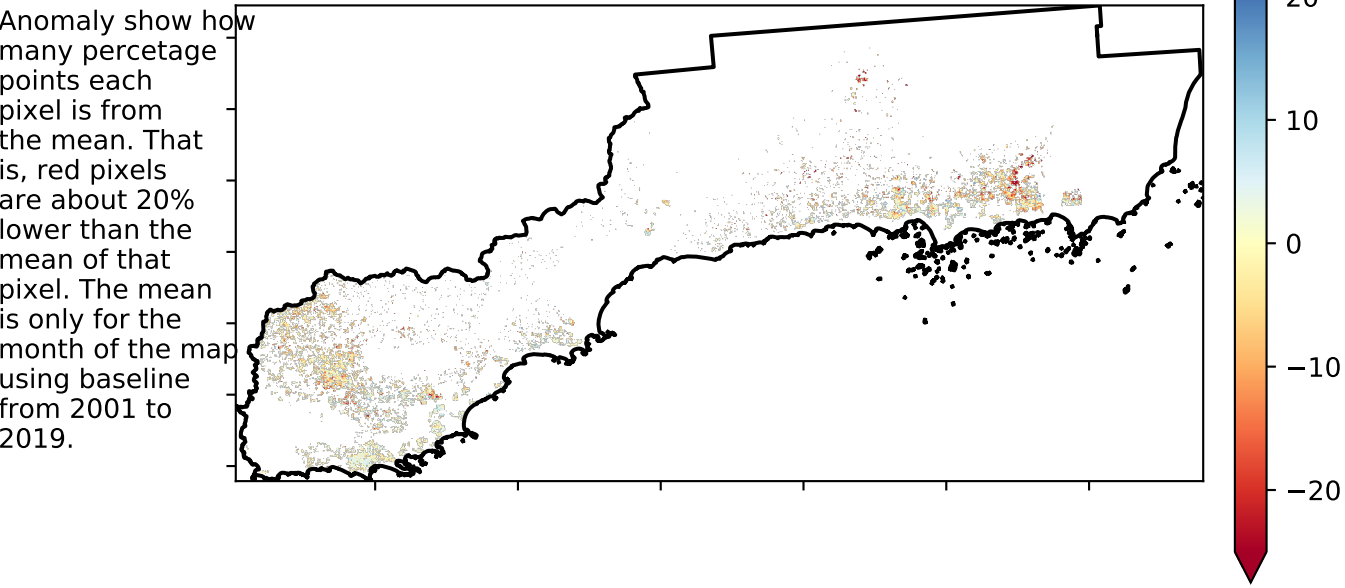 Anomaly show how
many percetage
points each
pixel is from
the mean. That
is, red pixels
are about 20%
lower than the
mean of that
pixel. The mean
is only for the
month of the map
using baseline
from 2001 to
2019.
20
10
0
−10
−20